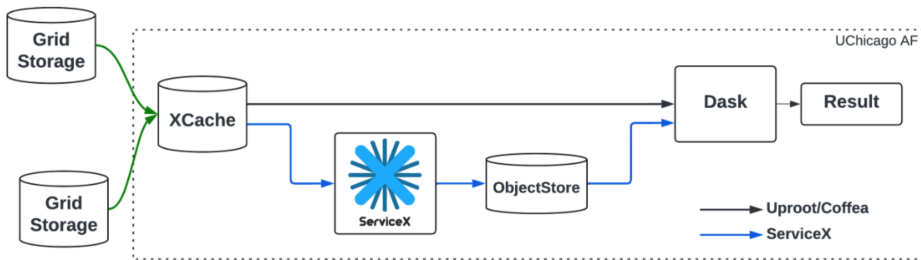 Grid
Storage
UChicago AF
XCache
Dask
Result
ServiceX
ObjectStore
Grid
Storage
Uproot/Coffea
ServiceX